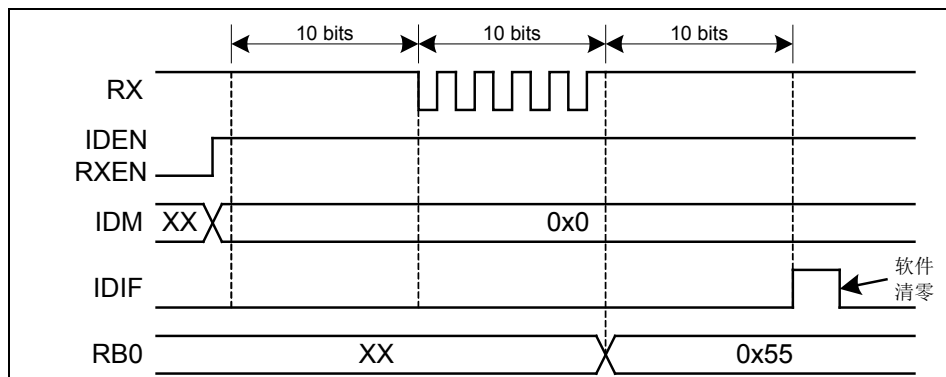 10 bits 10 bits 10 bits
RX
IDEN
RXEN
IDM XX 0x0
IDIF 软件
清零
RB0 XX 0x55